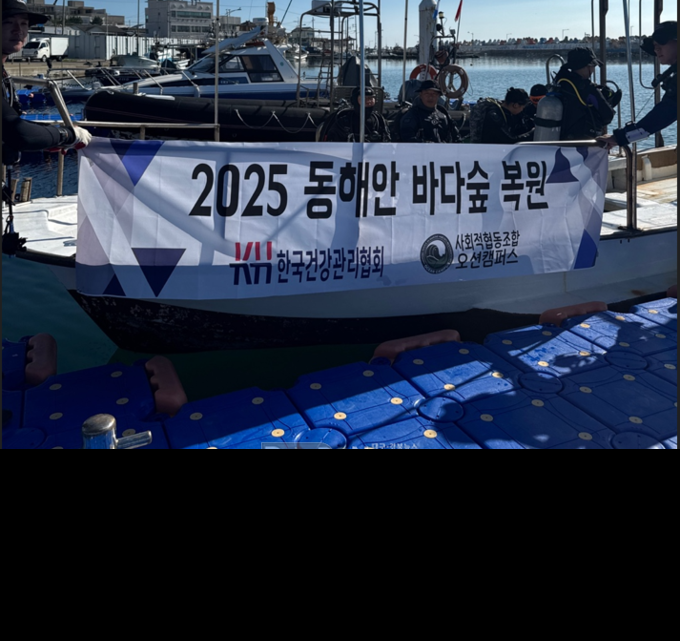 2025 동해안 바다숲 복원
KH 한국건강관리협회
사회적협동조합
오션캠퍼스